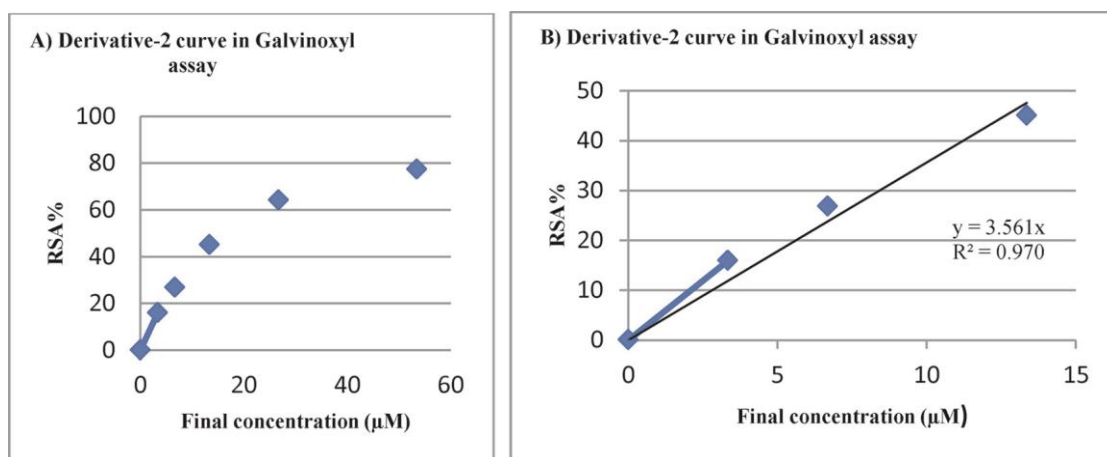 A) Derivative-2 curve in Galvinoxyl
assay
100
80
60
40
20
0
RSA%
0 20 40 60
Final concentration (µM)
B) Derivative-2 curve in Galvinoxyl assay
50
40
30
20
10
0
RSA%
y = 3.561x
R² = 0.970
0 5 10 15
Final concentration (µM)